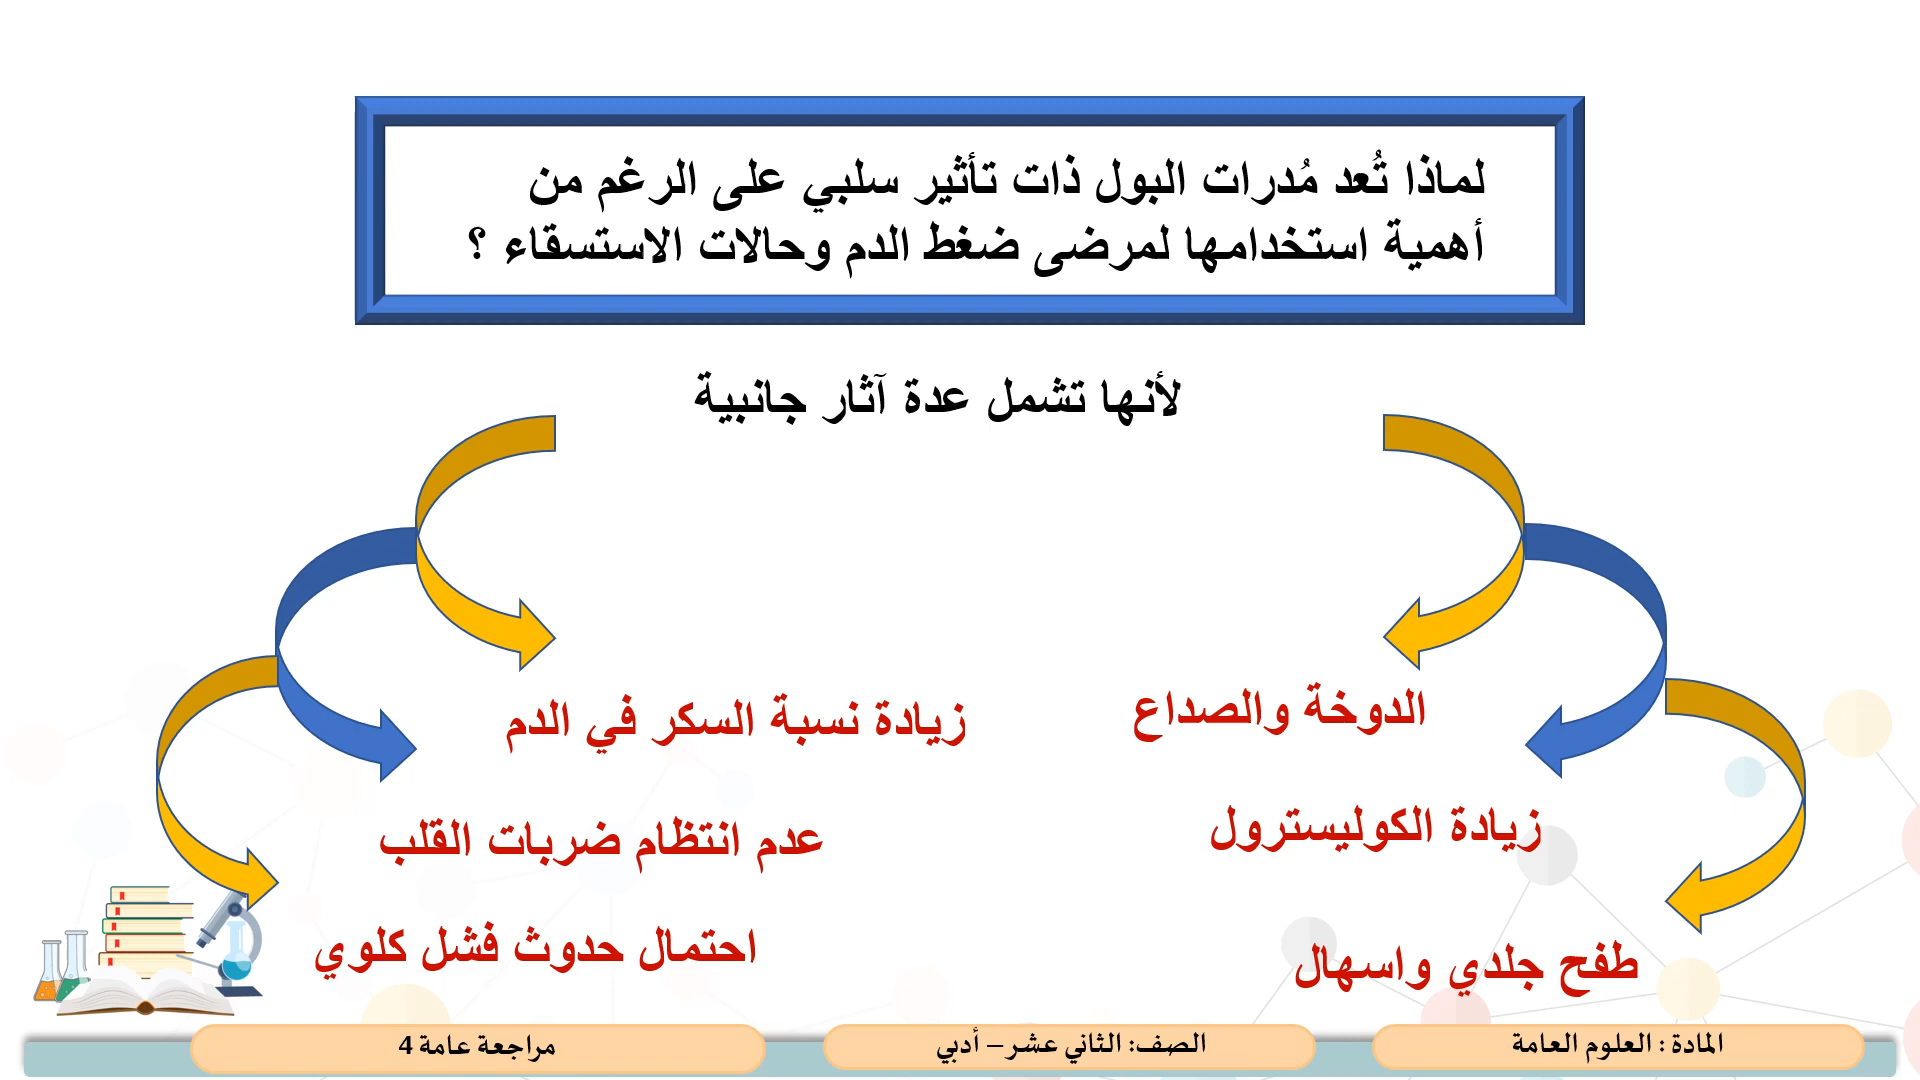 لماذا تُعد مُدرات البول ذات تأثير سلبي على الرغم من
أهمية استخدامها لمرضى ضغط الدم وحالات الاستسقاء ؟
لأنها تشمل عدة آثار جانبية
الدوخة والصداع
زيادة الكوليسترول
طفح جلدي واسهال
زيادة نسبة السكر في الدم
عدم انتظام ضربات القلب
احتمال حدوث فشل كلوي
المادة : العلوم العامة
الصف: الثاني عشر – أدبي
مراجعة عامة 4